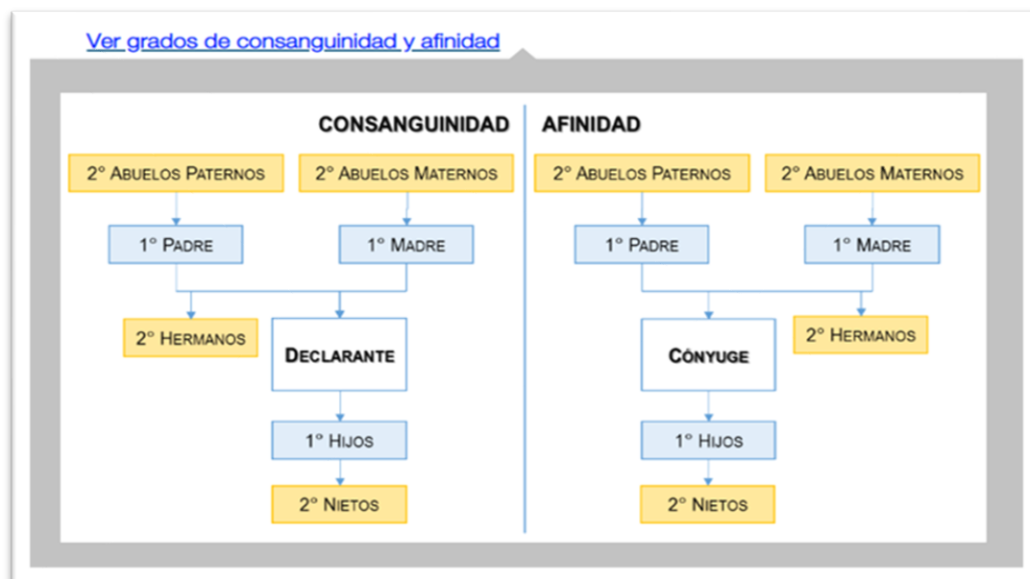 Ver grados de consanguinidad y afinidad
CONSANGUINIDAD
AFINIDAD
2° ABUELOS PATERNOS
2° ABUELOS MATERNOS
2° ABUELOS PATERNOS
2° ABUELOS MATERNOS
1° PADRE
1° MADRE
1° PADRE
1° MADRE
2° HERMANOS
DECLARANTE
CÓNYUGE
2° HERMANOS
1° HIJOS
1° HIJOS
2° NIETOS
2° NIETOS